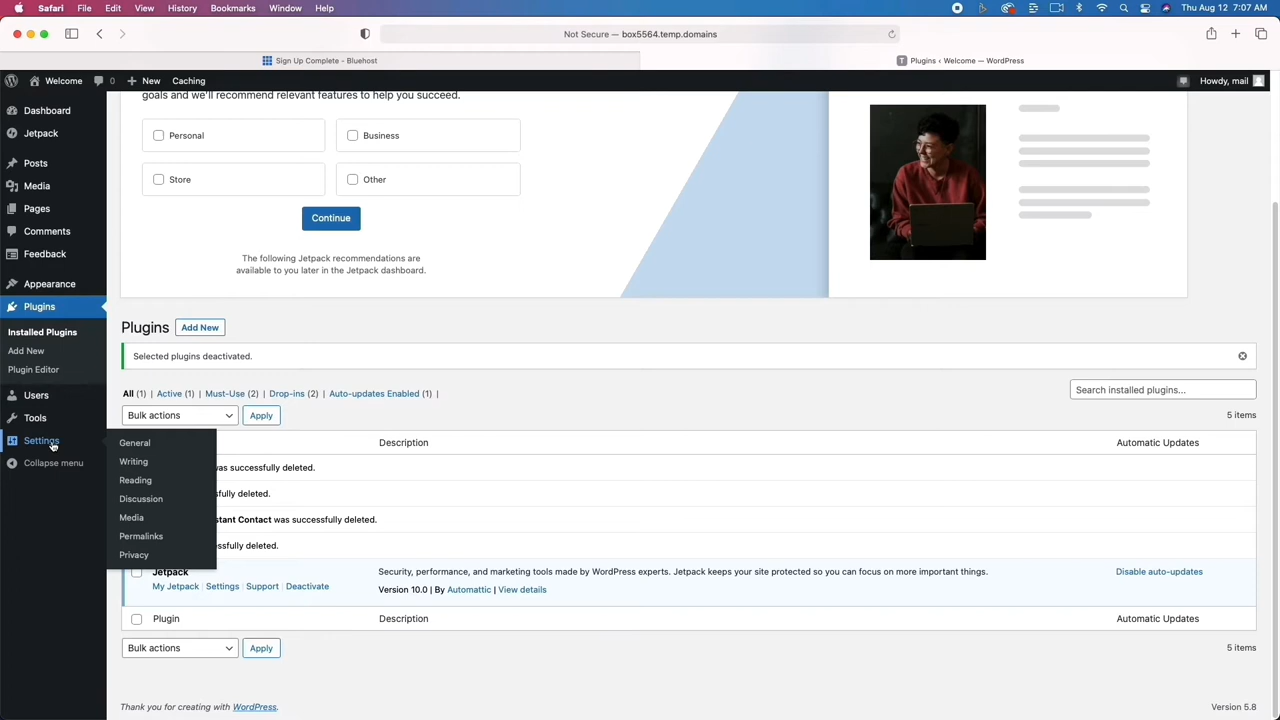 File Edit View History Bookmarks Window Help
Thu Aug 12 7:07 AM
Not Secure — box5564.temp.domains
Sign Up Complete - Bluehost
Plugins ‹ Welcome — WordPress
Welcome 0 New Caching
Howdy, mail
Dashboard
Jetpack
Posts
Media
Pages
Comments
Feedback
Appearance
Plugins
Installed Plugins
Add New
Plugin Editor
Users
Tools
Settings
Collapse menu
General
Writing
Reading
Discussion
Media
Permalinks
Privacy
goals and we'll recommend relevant features to help you succeed.
Personal
Business
Store
Other
Continue
The following Jetpack recommendations are
available to you later in the Jetpack dashboard.
Plugins Add New
Selected plugins deactivated.
All (1) | Active (1) | Must-Use (2) | Drop-ins (2) | Auto-updates Enabled (1) |
Search installed plugins...
Bulk actions Apply
5 items
Description Automatic Updates
was successfully deleted.
sfully deleted.
stant Contact was successfully deleted.
essfully deleted.
Jetpack
My Jetpack | Settings | Support | Deactivate
Security, performance, and marketing tools made by WordPress experts. Jetpack keeps your site protected so you can focus on more important things.
Version 10.0 | By Automattic | View details
Disable auto-updates
Plugin Description Automatic Updates
Bulk actions Apply
5 items
Thank you for creating with WordPress.
Version 5.8